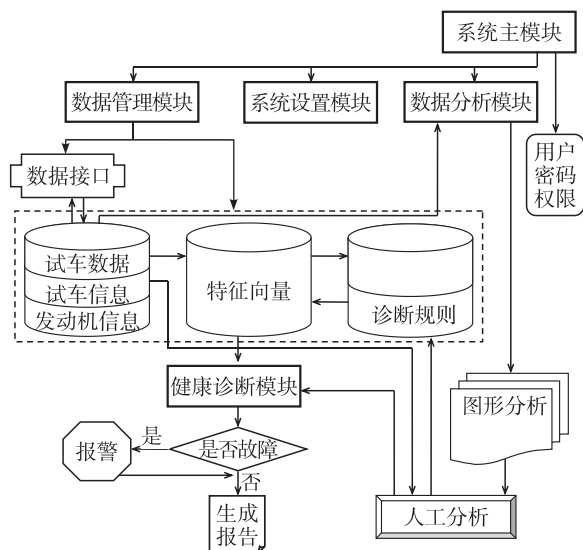 系统主模块
数据管理模块
系统设置模块
数据分析模块
用户
密码
权限
数据接口
试车数据
试车信息
发动机信息
特征向量
诊断规则
健康诊断模块
图形分析
是
是否故障
报警
否
生成
报告
人工分析